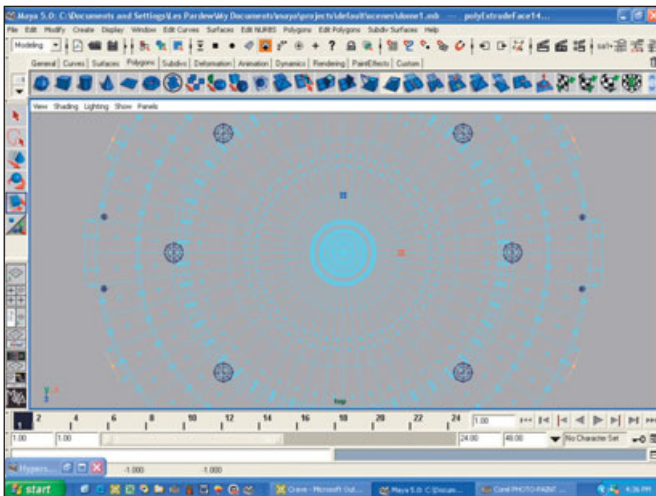 Maya 5.0: C:\Documents and Settings\Les Pardew\My Documents\maya\projects\default\scenes\dome1.mb --- polyExtrudeFace14...
File Edit Modify Create Display Window Edit Curves Surfaces Edit NURBS Polygons Edit Polygons Subdiv Surfaces Help
Modeling
General Curves Surfaces Polygons Subdivs Deformation Animation Dynamics Rendering PaintEffects Custom
View Shading Lighting Show Panels
top
1 2 4 6 8 10 12 14 16 18 20 22 24 1.00
1.00 1.00 24.00 48.00 No Character Set
Hypers... -1.000 -1.000
start Crave - Microsoft Out... Maya 5.0: C:\Docum... Corel PHOTO-PAINT ... 4:36 PM